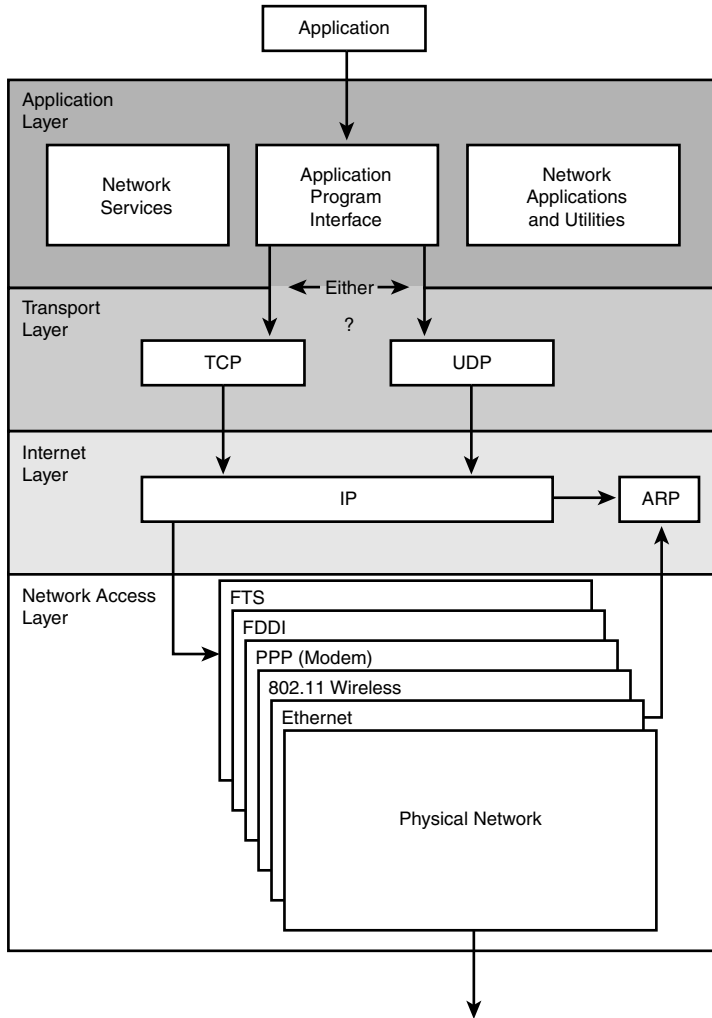 Application
Application
Layer
Network
Services
Application
Program
Interface
Network
Applications
and Utilities
Either
Transport
Layer
?
TCP
UDP
Internet
Layer
IP
ARP
Network Access
Layer
FTS
FDDI
PPP (Modem)
802.11 Wireless
Ethernet
Physical Network